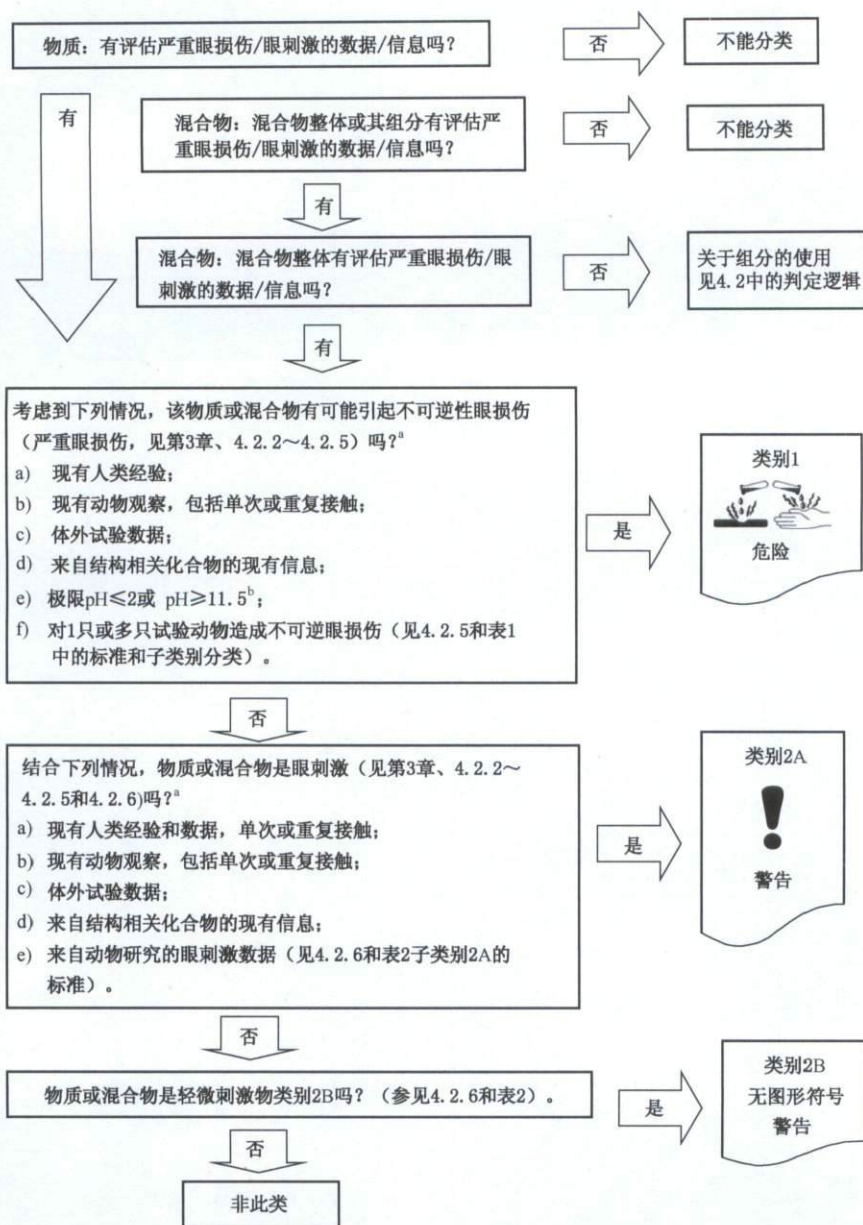 物质：有评估严重眼损伤/眼刺激的数据/信息吗？
否
不能分类
有
混合物：混合物整体或其组分有评估严
重眼损伤/眼刺激的数据/信息吗？
否
不能分类
有
混合物：混合物整体有评估严重眼损伤/眼
刺激的数据/信息吗？
否
关于组分的使用
见4.2中的判定逻辑
有
考虑到下列情况，该物质或混合物有可能引起不可逆性眼损伤
（严重眼损伤，见第3章、4.2.2～4.2.5）吗？ᵃ
a) 现有人类经验；
b) 现有动物观察，包括单次或重复接触；
c) 体外试验数据；
d) 来自结构相关化合物的现有信息；
e) 极限pH≤2或 pH≥11.5ᵇ；
f) 对1只或多只试验动物造成不可逆眼损伤（见4.2.5和表1
中的标准和子类别分类）。
是
类别1
危险
否
结合下列情况，物质或混合物是眼刺激（见第3章、4.2.2～
4.2.5和4.2.6)吗？ᵃ
a) 现有人类经验和数据，单次或重复接触；
b) 现有动物观察，包括单次或重复接触；
c) 体外试验数据；
d) 来自结构相关化合物的现有信息；
e) 来自动物研究的眼刺激数据（见4.2.6和表2子类别2A的
标准）。
是
类别2A
警告
否
物质或混合物是轻微刺激物类别2B吗？（参见4.2.6和表2）。
是
类别2B
无图形符号
警告
否
非此类